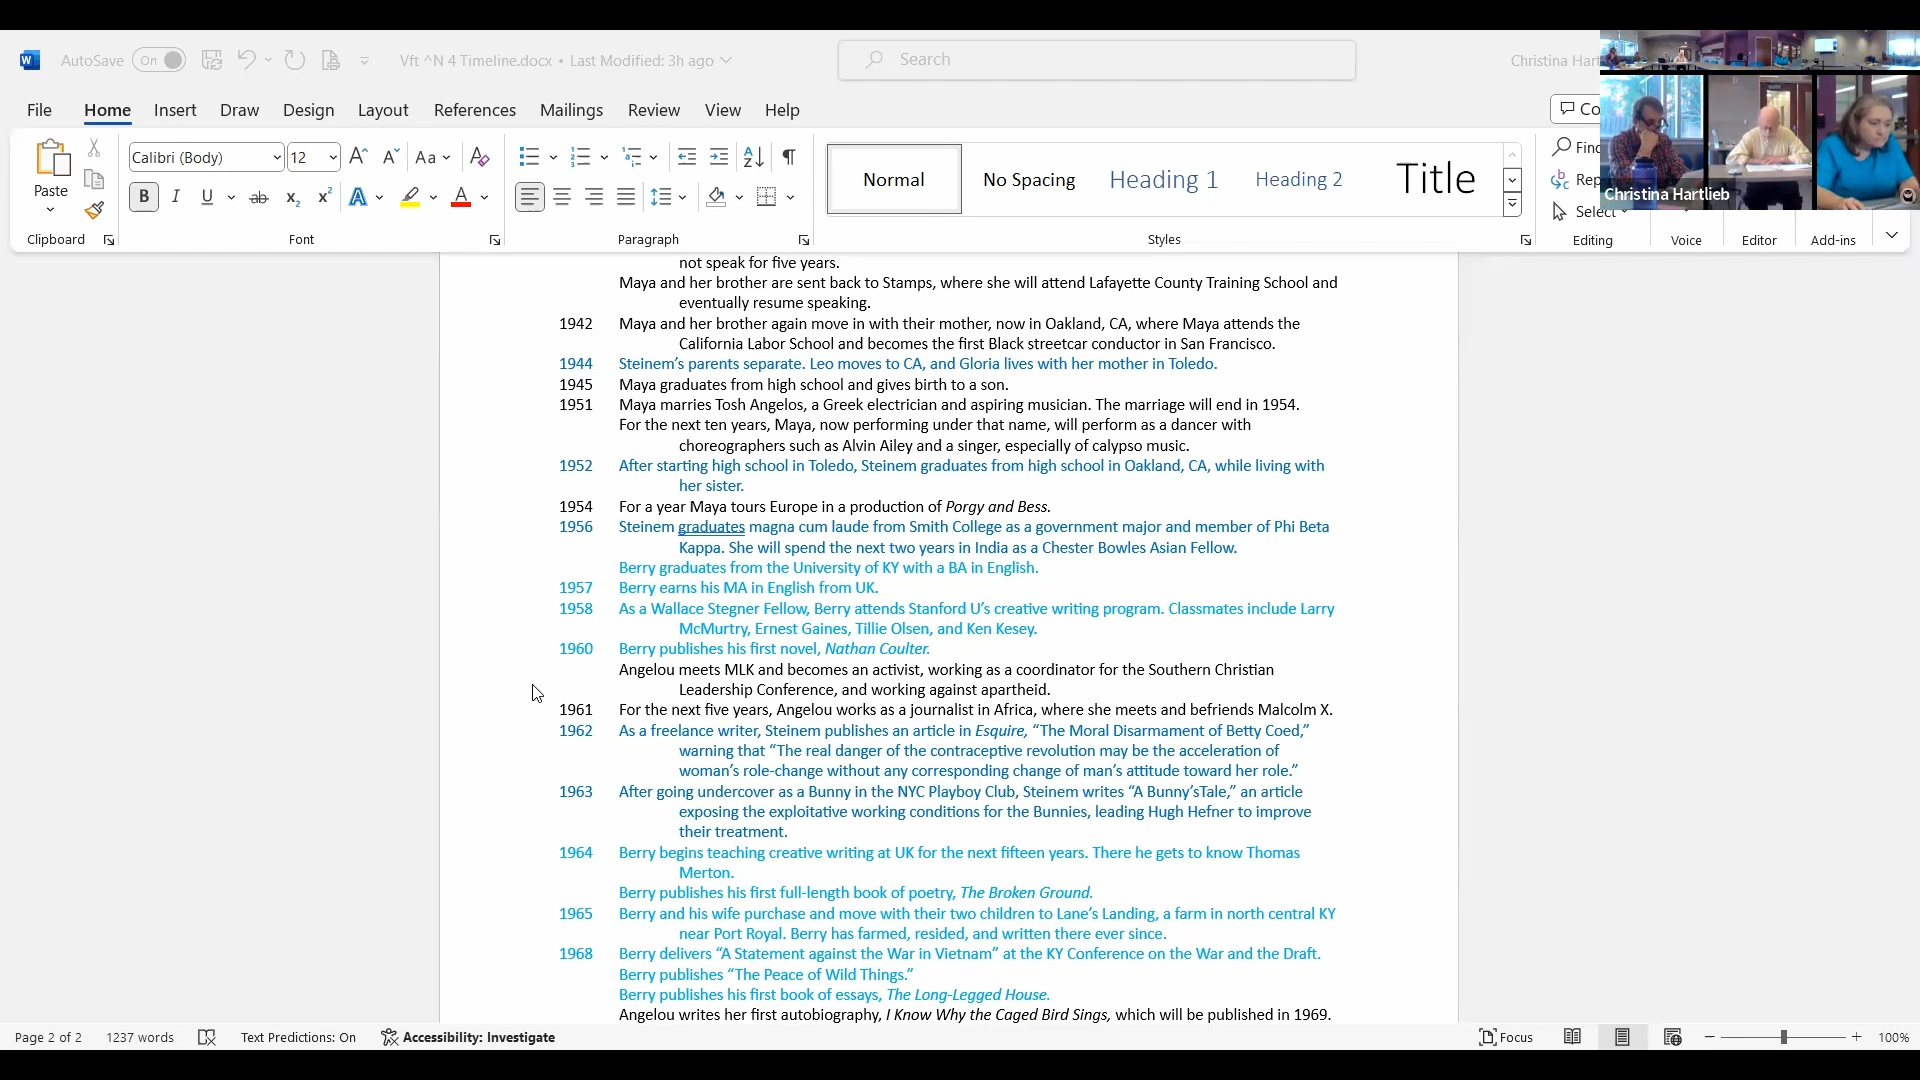 AutoSave On Vft ^N 4 Timeline.docx • Last Modified: 3h ago Search Christina Hart
File Home Insert Draw Design Layout References Mailings Review View Help Co
Paste Calibri (Body) 12 Aa Normal No Spacing Heading 1 Heading 2 Title Find
Rep
Select
Christina Hartlieb
Clipboard Font Paragraph Styles Editing Voice Editor Add-ins
not speak for five years.
Maya and her brother are sent back to Stamps, where she will attend Lafayette County Training School and
eventually resume speaking.
1942 Maya and her brother again move in with their mother, now in Oakland, CA, where Maya attends the
California Labor School and becomes the first Black streetcar conductor in San Francisco.
1944 Steinem’s parents separate. Leo moves to CA, and Gloria lives with her mother in Toledo.
1945 Maya graduates from high school and gives birth to a son.
1951 Maya marries Tosh Angelos, a Greek electrician and aspiring musician. The marriage will end in 1954.
For the next ten years, Maya, now performing under that name, will perform as a dancer with
choreographers such as Alvin Ailey and a singer, especially of calypso music.
1952 After starting high school in Toledo, Steinem graduates from high school in Oakland, CA, while living with
her sister.
1954 For a year Maya tours Europe in a production of Porgy and Bess.
1956 Steinem graduates magna cum laude from Smith College as a government major and member of Phi Beta
Kappa. She will spend the next two years in India as a Chester Bowles Asian Fellow.
Berry graduates from the University of KY with a BA in English.
1957 Berry earns his MA in English from UK.
1958 As a Wallace Stegner Fellow, Berry attends Stanford U’s creative writing program. Classmates include Larry
McMurtry, Ernest Gaines, Tillie Olsen, and Ken Kesey.
1960 Berry publishes his first novel, Nathan Coulter.
Angelou meets MLK and becomes an activist, working as a coordinator for the Southern Christian
Leadership Conference, and working against apartheid.
1961 For the next five years, Angelou works as a journalist in Africa, where she meets and befriends Malcolm X.
1962 As a freelance writer, Steinem publishes an article in Esquire, “The Moral Disarmament of Betty Coed,”
warning that “The real danger of the contraceptive revolution may be the acceleration of
woman’s role-change without any corresponding change of man’s attitude toward her role.”
1963 After going undercover as a Bunny in the NYC Playboy Club, Steinem writes “A Bunny’sTale,” an article
exposing the exploitative working conditions for the Bunnies, leading Hugh Hefner to improve
their treatment.
1964 Berry begins teaching creative writing at UK for the next fifteen years. There he gets to know Thomas
Merton.
Berry publishes his first full-length book of poetry, The Broken Ground.
1965 Berry and his wife purchase and move with their two children to Lane’s Landing, a farm in north central KY
near Port Royal. Berry has farmed, resided, and written there ever since.
1968 Berry delivers “A Statement against the War in Vietnam” at the KY Conference on the War and the Draft.
Berry publishes “The Peace of Wild Things.”
Berry publishes his first book of essays, The Long-Legged House.
Angelou writes her first autobiography, I Know Why the Caged Bird Sings, which will be published in 1969.
Page 2 of 2 1237 words Text Predictions: On Accessibility: Investigate Focus 100%